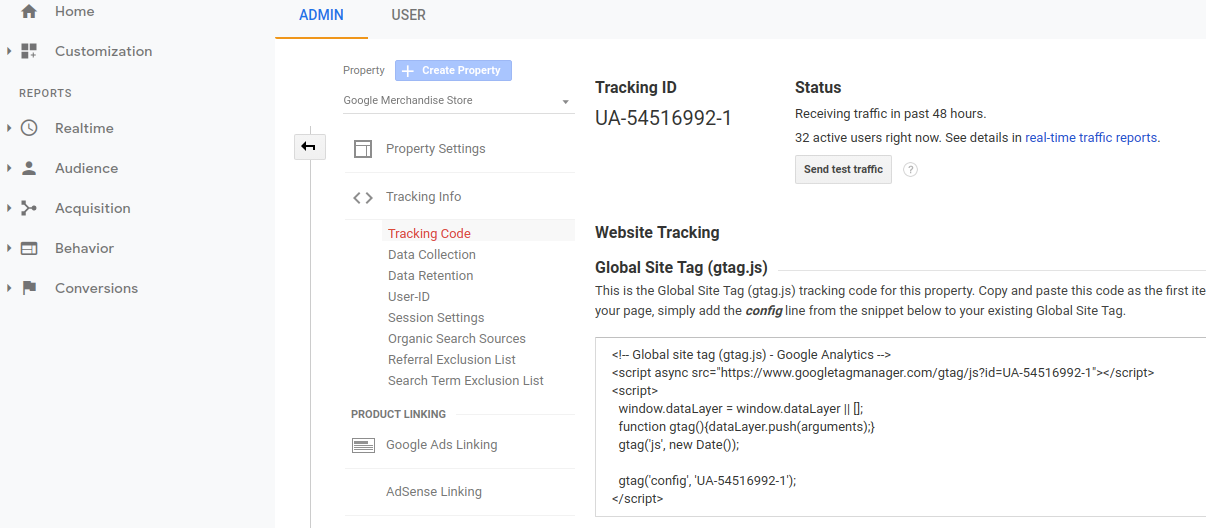 Home
Customization
REPORTS
Realtime
Audience
Acquisition
Behavior
Conversions
ADMIN
USER
Property
+ Create Property
Google Merchandise Store
Property Settings
Tracking Info
Tracking Code
Data Collection
Data Retention
User-ID
Session Settings
Organic Search Sources
Referral Exclusion List
Search Term Exclusion List
PRODUCT LINKING
Google Ads Linking
AdSense Linking
Tracking ID
UA-54516992-1
Status
Receiving traffic in past 48 hours.
32 active users right now. See details in real-time traffic reports.
Send test traffic
?
Website Tracking
Global Site Tag (gtag.js)
This is the Global Site Tag (gtag.js) tracking code for this property. Copy and paste this code as the first ite
your page, simply add the config line from the snippet below to your existing Global Site Tag.
<!-- Global site tag (gtag.js) - Google Analytics -->
<script async src="https://www.googletagmanager.com/gtag/js?id=UA-54516992-1"></script>
<script>
window.dataLayer = window.dataLayer || [];
function gtag(){dataLayer.push(arguments);}
gtag('js', new Date());
gtag('config', 'UA-54516992-1');
</script>